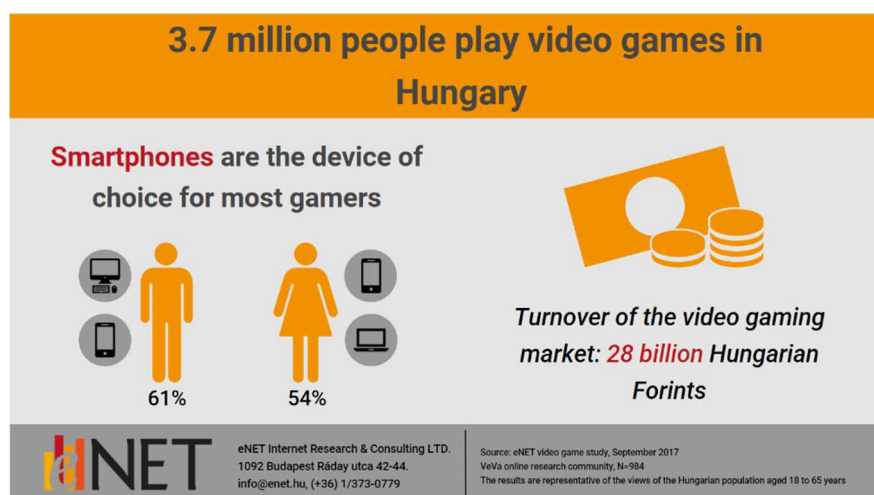 3.7 million people play video games in
Hungary
Smartphones are the device of
choice for most gamers
61%
54%
Turnover of the video gaming
market: 28 billion Hungarian
Forints
eNET
eNET Internet Research & Consulting LTD.
1092 Budapest Ráday utca 42-44.
info@enet.hu, (+36) 1/373-0779
Source: eNET video game study, September 2017
VeVa online research community, N=984
The results are representative of the views of the Hungarian population aged 18 to 65 years